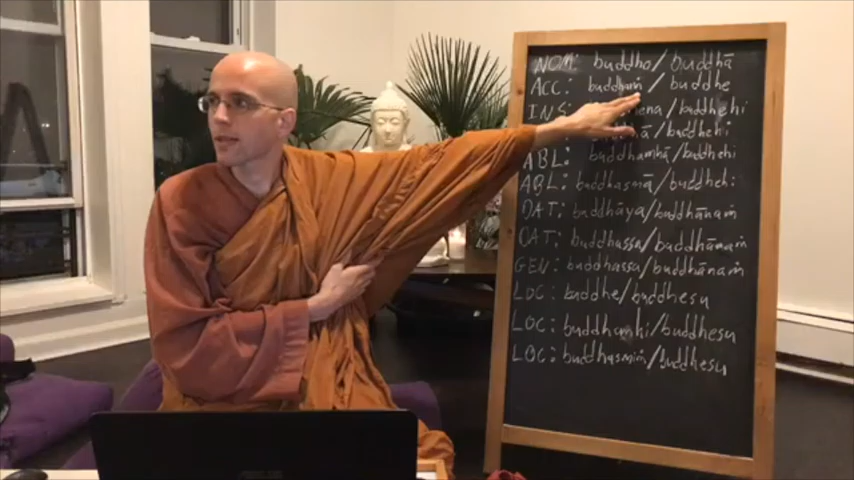 NOM: buddho/buddhā
ACC: buddhaṁ/buddhe
INS: /buddhehi
/buddhehi
ABL: buddhamhā/buddhehi
ABL: buddhasmā/buddhehi
DAT: buddhāya/buddhānaṁ
DAT: buddhassa/buddhānaṁ
GEN: buddhassa/buddhānaṁ
LOC: buddhe/buddhesu
LOC: buddhamhi/buddhesu
LOC: buddhasmiṁ/buddhesu